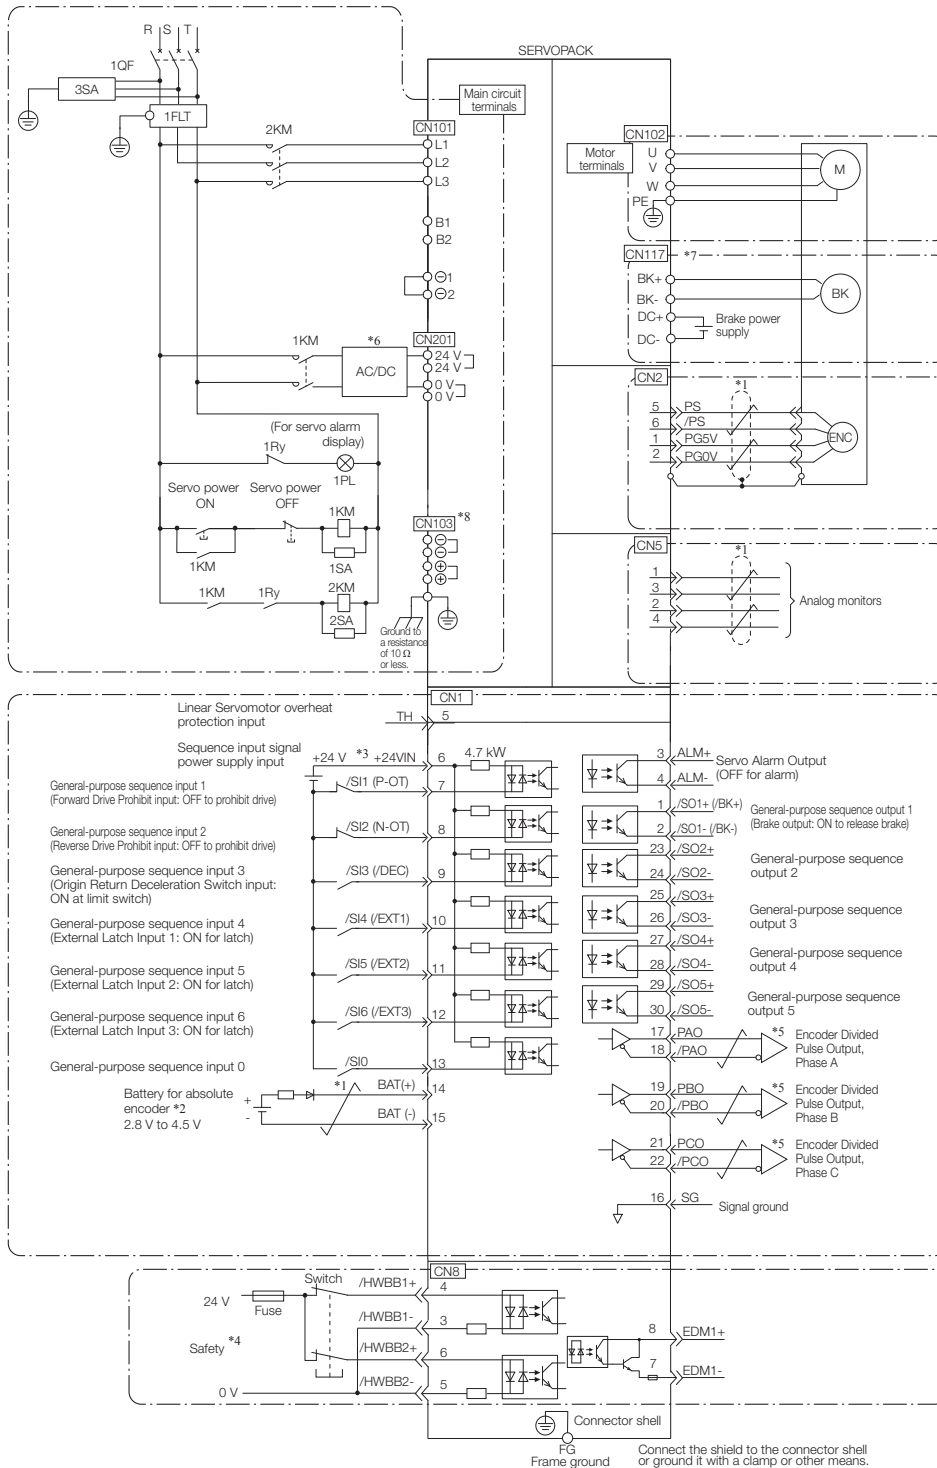 R S T
SERVOPACK
1QF
3SA
1FLT
Main circuit
terminals
2KM
CN101
L1
L2
L3
B1
B2
⊖1
⊖2
1KM
*6
AC/DC
CN201
24 V
24 V
0 V
0 V
(For servo alarm
display)
1Ry
1PL
Servo power
ON
Servo power
OFF
1KM
1KM
1SA
1KM
1Ry
2KM
2SA
CN103 *8
⊖
⊖
⊕
⊕
Ground to
a resistance
of 10 Ω
or less.
CN102
Motor
terminals
U
V
W
PE
M
CN117 *7
BK+
BK-
BK
DC+
DC-
Brake power
supply
CN2
*1
5 PS
6 /PS
1 PG5V
2 PG0V
ENC
CN5
*1
1
3
2
4
Analog monitors
CN1
Linear Servomotor overheat
protection input
TH 5
Sequence input signal
power supply input
+24 V *3 +24VIN 6 4.7 kW
General-purpose sequence input 1
(Forward Drive Prohibit input: OFF to prohibit drive)
/SI1 (P-OT) 7
General-purpose sequence input 2
(Reverse Drive Prohibit input: OFF to prohibit drive)
/SI2 (N-OT) 8
General-purpose sequence input 3
(Origin Return Deceleration Switch input:
ON at limit switch)
/SI3 (/DEC) 9
General-purpose sequence input 4
(External Latch Input 1: ON for latch)
/SI4 (/EXT1) 10
General-purpose sequence input 5
(External Latch Input 2: ON for latch)
/SI5 (/EXT2) 11
General-purpose sequence input 6
(External Latch Input 3: ON for latch)
/SI6 (/EXT3) 12
General-purpose sequence input 0
/SI0 13
Battery for absolute
encoder *2
2.8 V to 4.5 V
+
-
*1
BAT(+) 14
BAT (-) 15
3 ALM+
4 ALM-
Servo Alarm Output
(OFF for alarm)
1 /SO1+ (/BK+)
2 /SO1- (/BK-)
General-purpose sequence output 1
(Brake output: ON to release brake)
23 /SO2+
24 /SO2-
General-purpose sequence
output 2
25 /SO3+
26 /SO3-
General-purpose sequence
output 3
27 /SO4+
28 /SO4-
General-purpose sequence
output 4
29 /SO5+
30 /SO5-
General-purpose sequence
output 5
17 PAO
18 /PAO
*5
Encoder Divided
Pulse Output,
Phase A
19 PBO
20 /PBO
*5
Encoder Divided
Pulse Output,
Phase B
21 PCO
22 /PCO
*5
Encoder Divided
Pulse Output,
Phase C
16 SG
Signal ground
CN8
Switch
24 V
Fuse
/HWBB1+ 4
/HWBB1- 3
Safety *4
/HWBB2+ 6
0 V
/HWBB2- 5
8 EDM1+
7 EDM1-
Connector shell
FG
Frame ground
Connect the shield to the connector shell
or ground it with a clamp or other means.